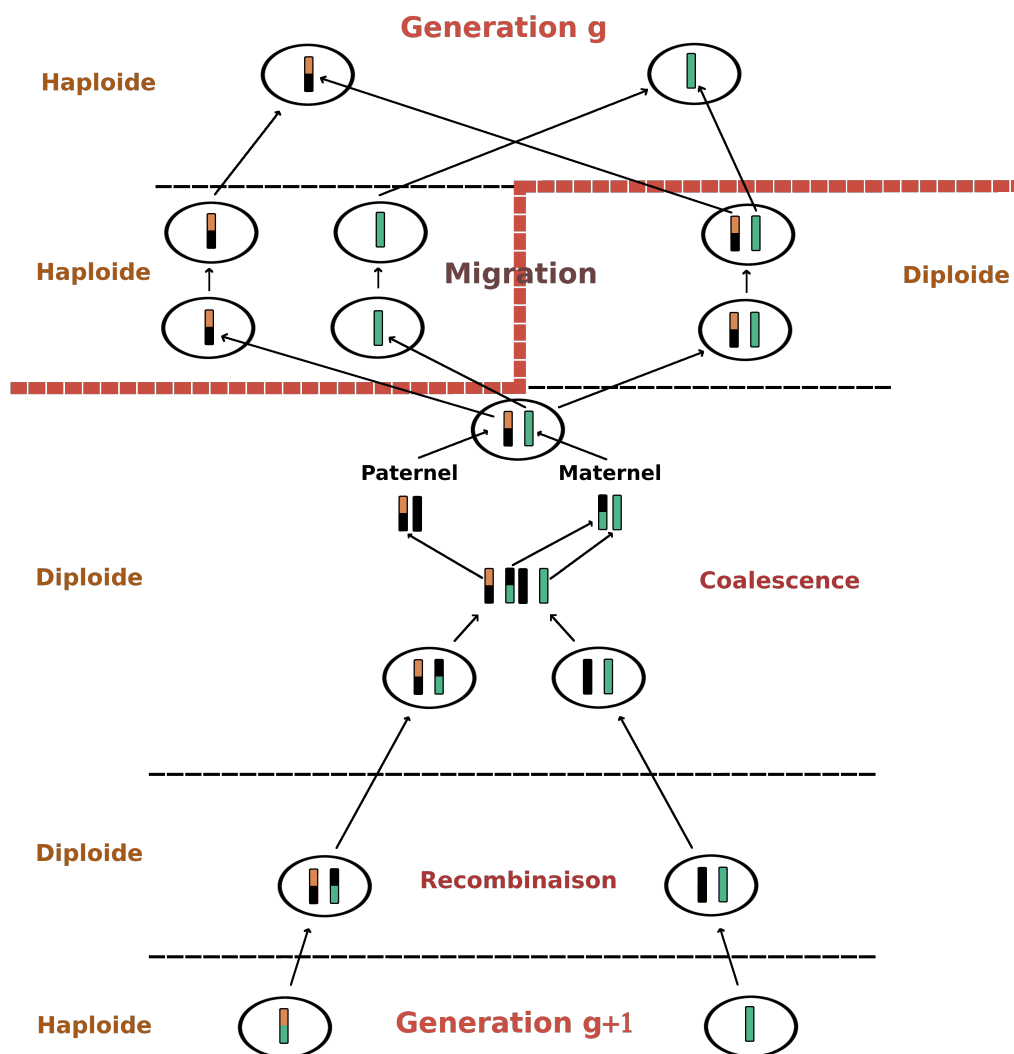 Generation g
Haploide
Haploide
Migration
Diploide
Paternel
Maternel
Diploide
Coalescence
Diploide
Recombinaison
Haploide
Generation g+1